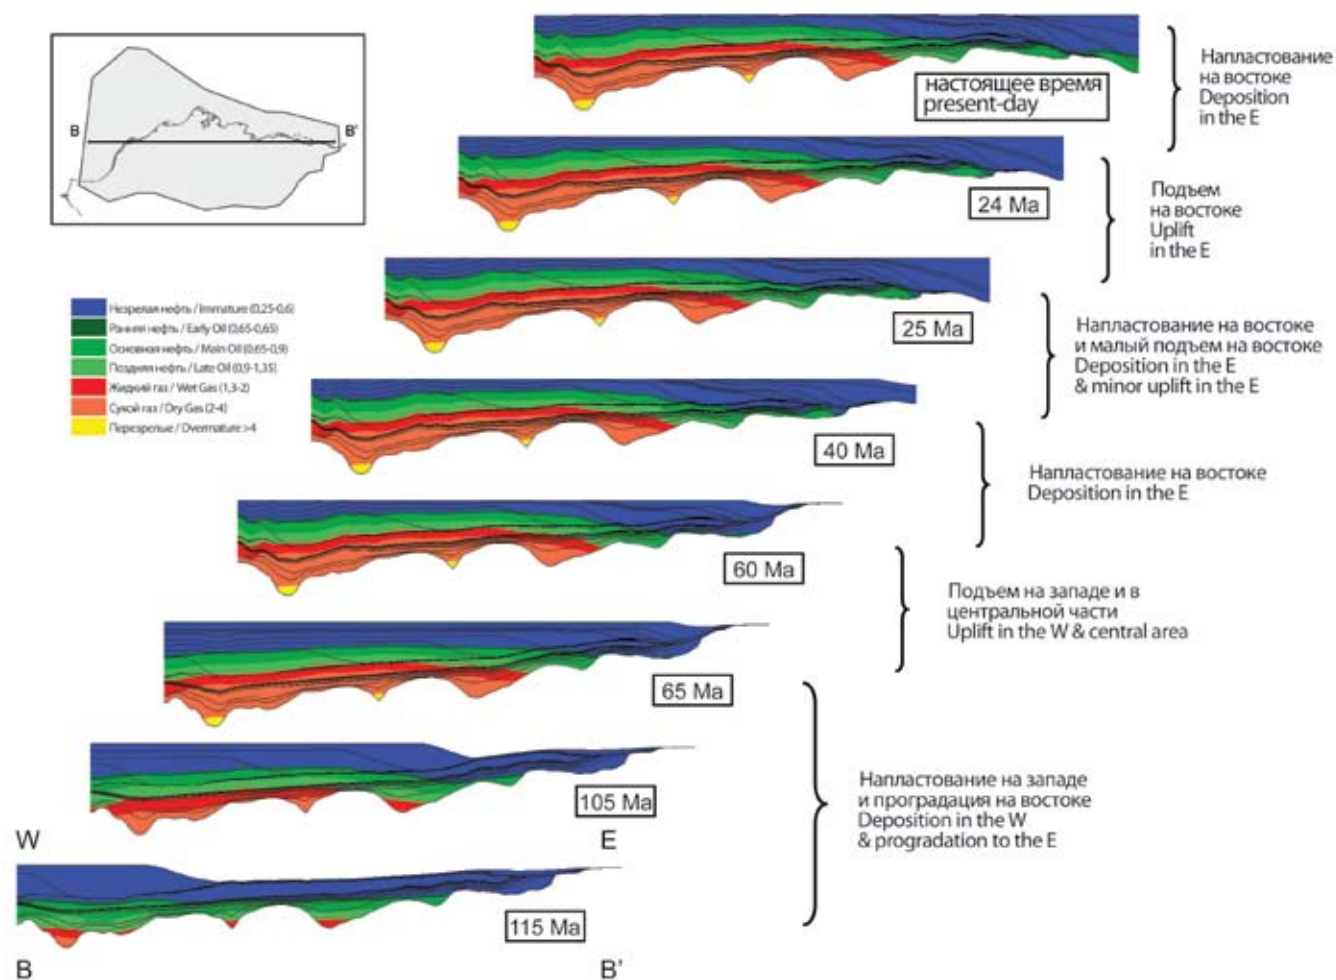 B
B'
настоящее время
present-day
Напластование
на востоке
Deposition
in the E
24 Ma
Подъем
на востоке
Uplift
in the E
Незрелая нефть / Immature (0,25-0,6)
Ранняя нефть / Early Oil (0,65-0,65)
Основная нефть / Main Oil (0,65-0,9)
Поздняя нефть / Late Oil (0,9-1,35)
Жидкий газ / Wet Gas (1,3-2)
Сухой газ / Dry Gas (2-4)
Перезрелые / Dvermature >4
25 Ma
Напластование на востоке
и малый подъем на востоке
Deposition in the E
& minor uplift in the E
40 Ma
Напластование на востоке
Deposition in the E
60 Ma
Подъем на западе и в
центральной части
Uplift in the W & central area
65 Ma
Напластование на западе
и проградация на востоке
Deposition in the W
& progradation to the E
105 Ma
W
E
115 Ma
B
B'